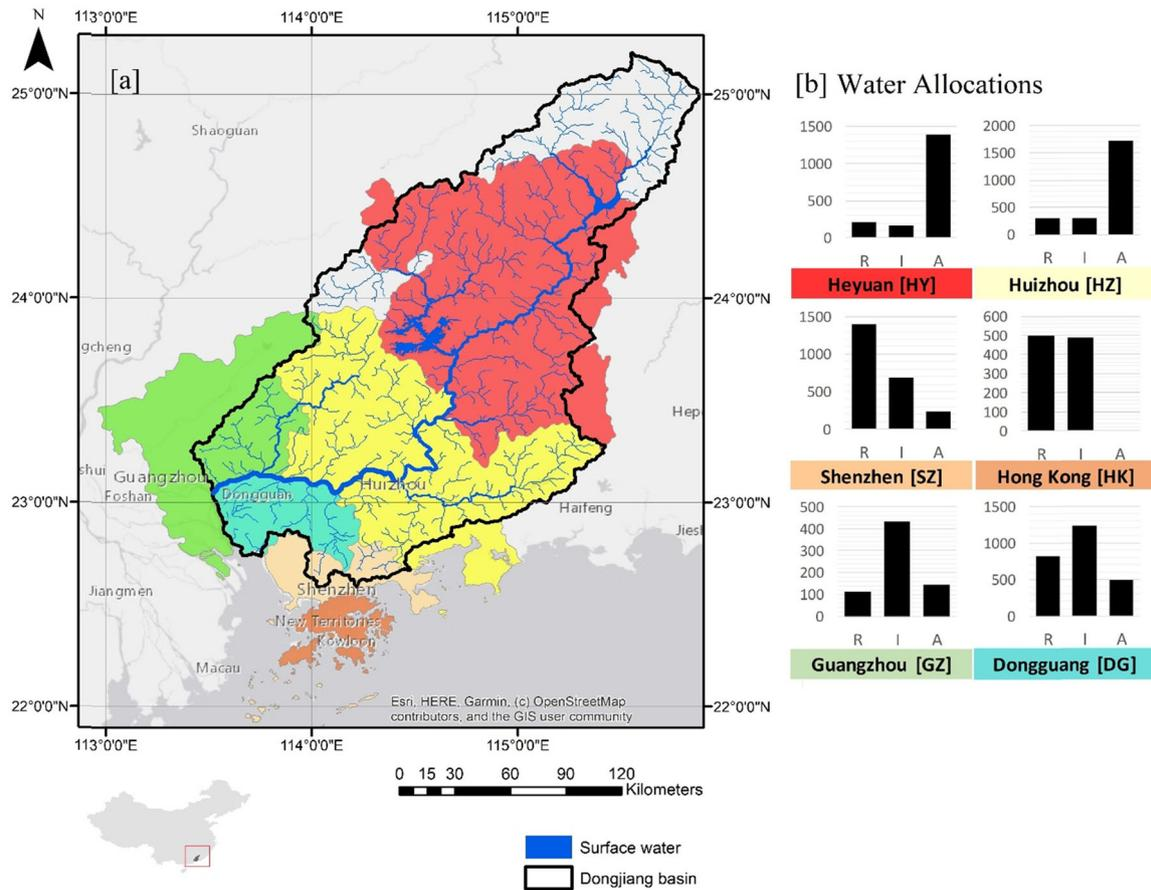 N
113°0'0"E 114°0'0"E 115°0'0"E
[a]
25°0'0"N 25°0'0"N
24°0'0"N 24°0'0"N
23°0'0"N 23°0'0"N
22°0'0"N 22°0'0"N
Shaoguan
gcheng
Hep
shui
Guangzhou
Foshan
Dongguan
Huizhou
Haifeng
Jiesh
Jiangmen
Shenzhen
New Territories
Kowloon
Macau
Esri, HERE, Garmin, (c) OpenStreetMap
contributors, and the GIS user community
113°0'0"E 114°0'0"E 115°0'0"E
0 15 30 60 90 120
Kilometers
Surface water
Dongjiang basin
[b] Water Allocations
1500
1000
500
0
R I A
Heyuan [HY]
2000
1500
1000
500
0
R I A
Huizhou [HZ]
1500
1000
500
0
R I A
Shenzhen [SZ]
600
500
400
300
200
100
0
R I A
Hong Kong [HK]
500
400
300
200
100
0
R I A
Guangzhou [GZ]
1500
1000
500
0
R I A
Dongguang [DG]